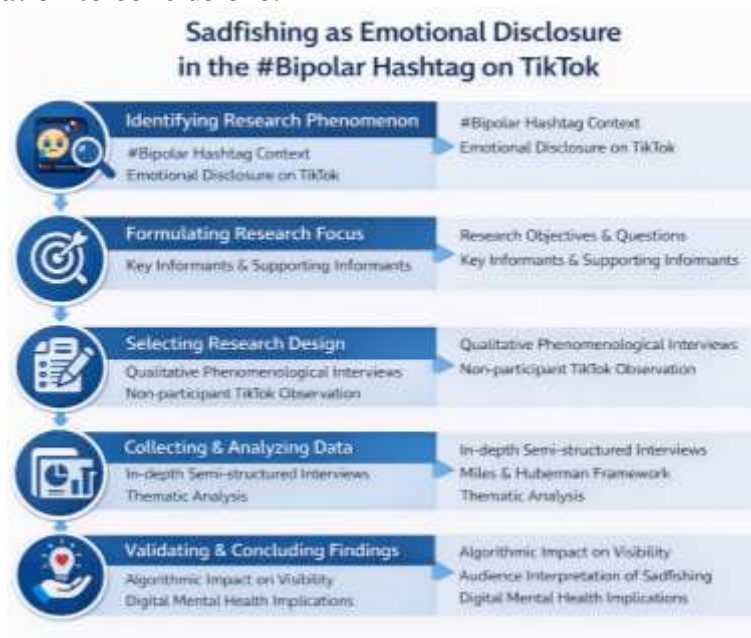 Sadfishing as Emotional Disclosure
in the #Bipolar Hashtag on TikTok
Identifying Research Phenomenon
#Bipolar Hashtag Context
Emotional Disclosure on TikTok
#Bipolar Hashtag Context
Emotional Disclosure on TikTok
Formulating Research Focus
Key Informants & Supporting Informants
Research Objectives & Questions
Key Informants & Supporting Informants
Selecting Research Design
Qualitative Phenomenological Interviews
Non-participant TikTok Observation
Qualitative Phenomenological Interviews
Non-participant TikTok Observation
Collecting & Analyzing Data
In-depth Semi-structured Interviews
Thematic Analysis
In-depth Semi-structured Interviews
Miles & Huberman Framework
Thematic Analysis
Validating & Concluding Findings
Algorithmic Impact on Visibility
Digital Mental Health Implications
Algorithmic Impact on Visibility
Audience Interpretation of Sadfishing
Digital Mental Health Implications